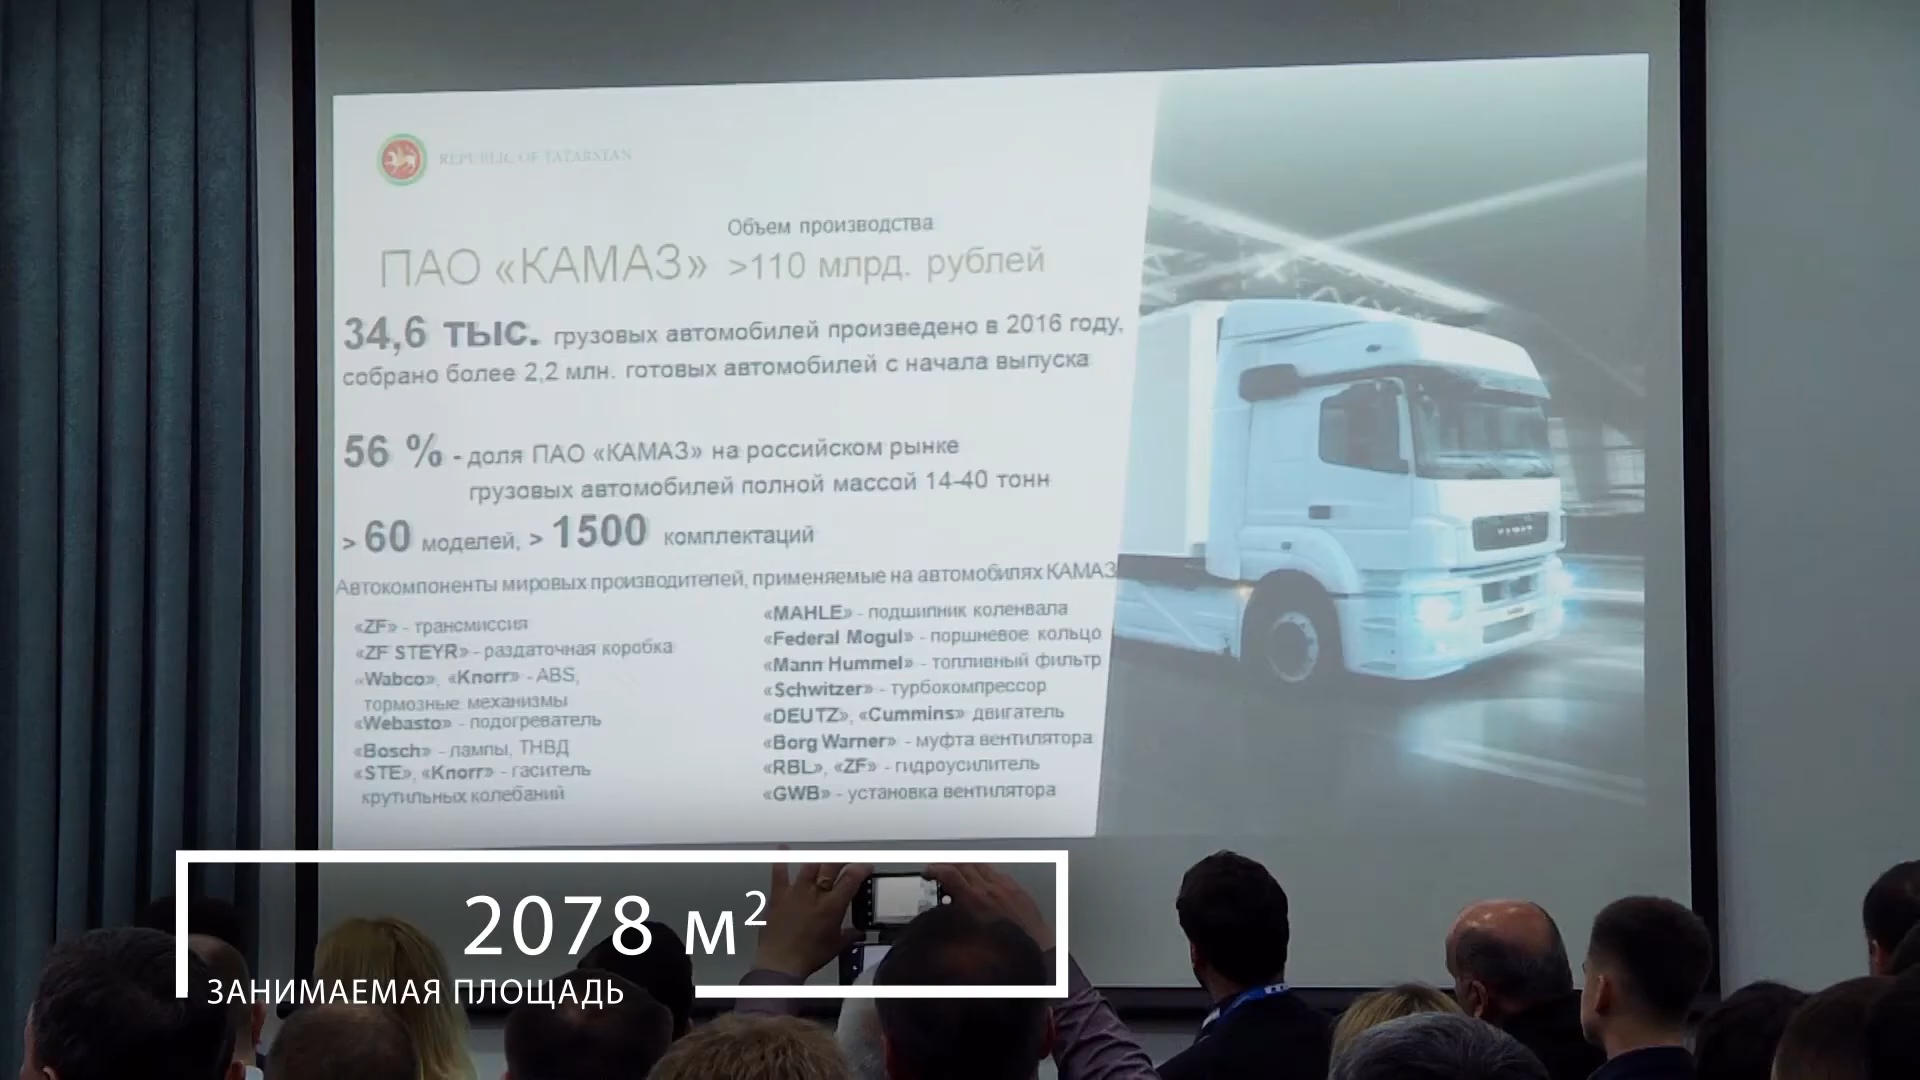 REPUBLIC OF TATARSTAN
Объем производства
ПАО «КАМАЗ» >110 млрд. рублей
34,6 тыс. грузовых автомобилей произведено в 2016 году,
собрано более 2,2 млн. готовых автомобилей с начала выпуска
56 % - доля ПАО «КАМАЗ» на российском рынке
грузовых автомобилей полной массой 14-40 тонн
> 60 моделей, > 1500 комплектаций
Автокомпоненты мировых производителей, применяемые на автомобилях КАМАЗ
«ZF» - трансмиссия
«ZF STEYR» - раздаточная коробка
«Wabco», «Knorr» - ABS,
тормозные механизмы
«Webasto» - подогреватель
«Bosch» - лампы, ТНВД
«STE», «Knorr» - гаситель
крутильных колебаний
«MAHLE» - подшипник коленвала
«Federal Mogul» - поршневое кольцо
«Mann Hummel» - топливный фильтр
«Schwitzer» - турбокомпрессор
«DEUTZ», «Cummins» двигатель
«Borg Warner» - муфта вентилятора
«RBL», «ZF» - гидроусилитель
«GWB» - установка вентилятора
KAMAZ
2078 м²
ЗАНИМАЕМАЯ ПЛОЩАДЬ